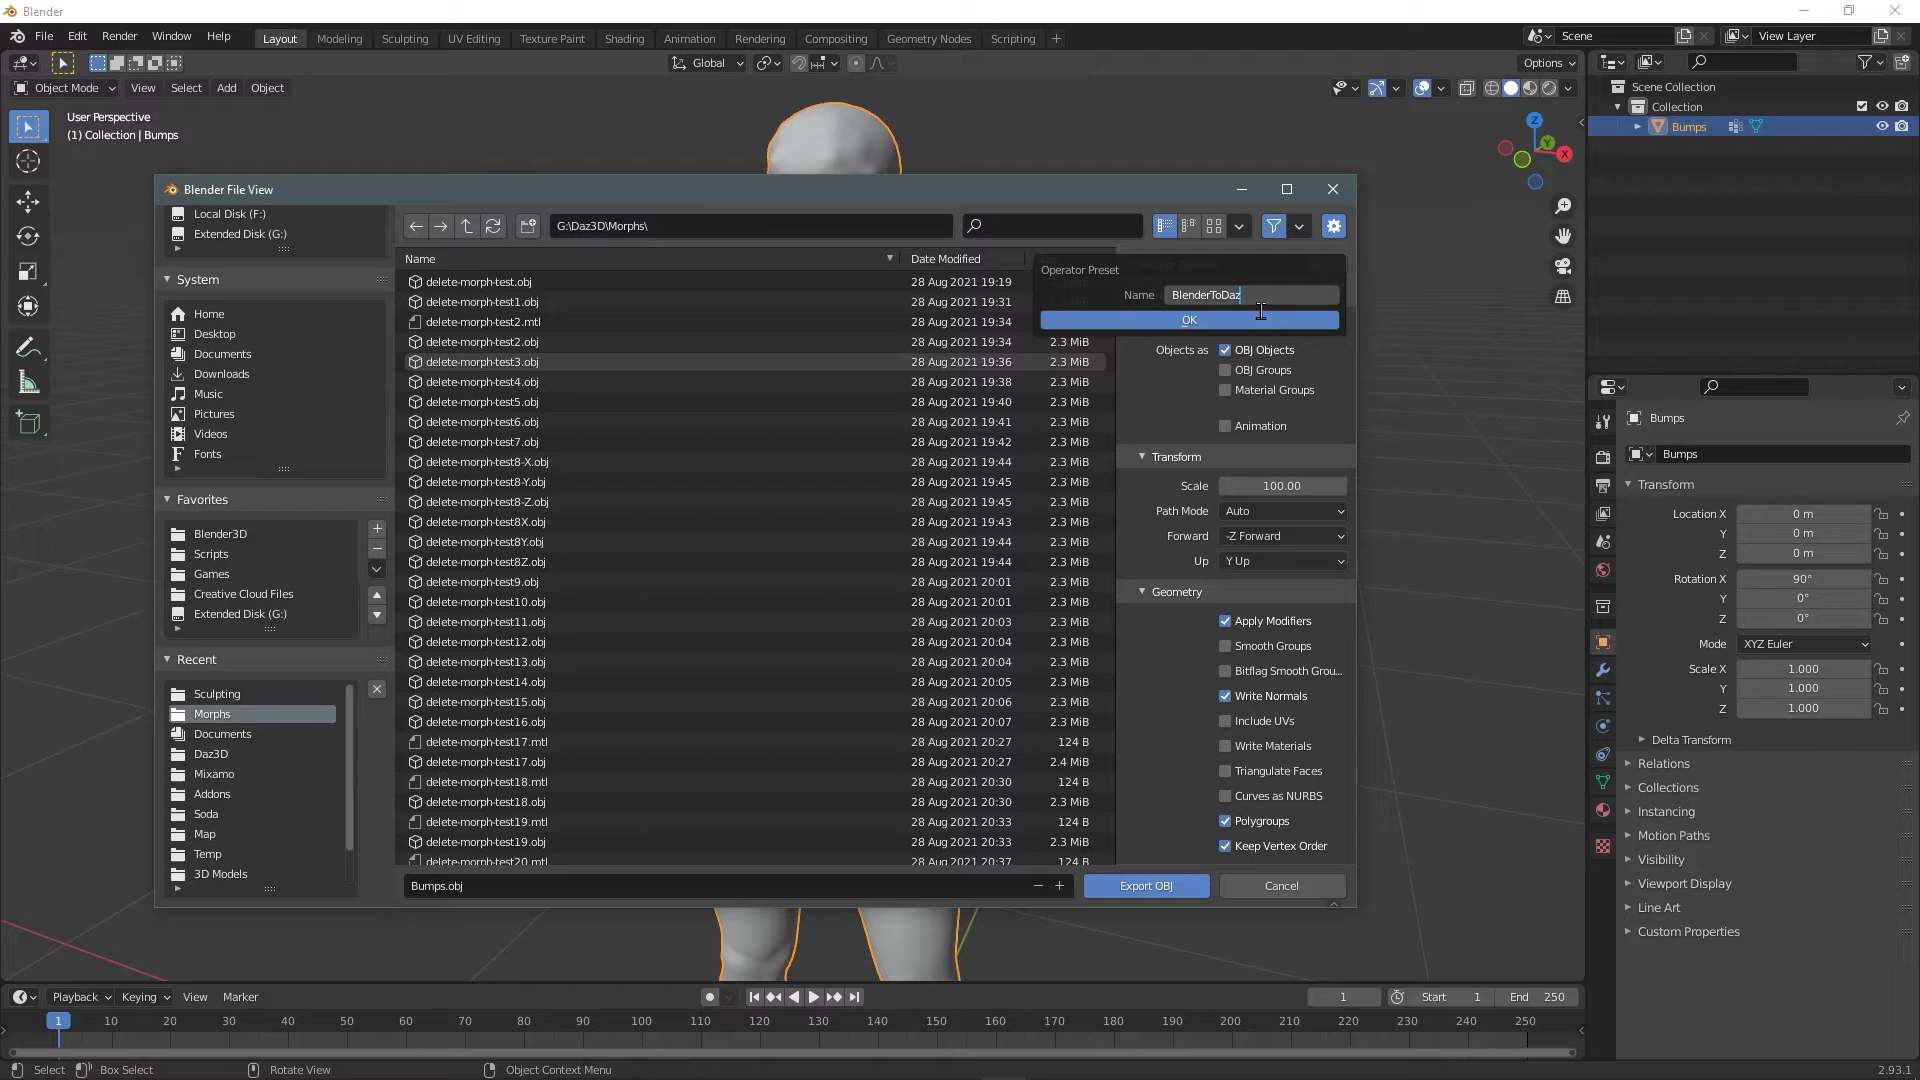 Blender
File Edit Render Window Help
Layout Modeling Sculpting UV Editing Texture Paint Shading Animation Rendering Compositing Geometry Nodes Scripting +
Scene
View Layer
Global
Options
Object Mode View Select Add Object
User Perspective
(1) Collection | Bumps
Z
Y
X
Scene Collection
Collection
Bumps
Blender File View
Local Disk (F:)
Extended Disk (G:)
System
Home
Desktop
Documents
Downloads
Music
Pictures
Videos
Fonts
Favorites
Blender3D
Scripts
Games
Creative Cloud Files
Extended Disk (G:)
Recent
Sculpting
Morphs
Documents
Daz3D
Mixamo
Addons
Soda
Map
Temp
3D Models
G:\Daz3D\Morphs\
Name Date Modified
delete-morph-test.obj 28 Aug 2021 19:19
delete-morph-test1.obj 28 Aug 2021 19:31
delete-morph-test2.mtl 28 Aug 2021 19:34
delete-morph-test2.obj 28 Aug 2021 19:34 2.3 MiB
delete-morph-test3.obj 28 Aug 2021 19:36 2.3 MiB
delete-morph-test4.obj 28 Aug 2021 19:38 2.3 MiB
delete-morph-test5.obj 28 Aug 2021 19:40 2.3 MiB
delete-morph-test6.obj 28 Aug 2021 19:41 2.3 MiB
delete-morph-test7.obj 28 Aug 2021 19:42 2.3 MiB
delete-morph-test8-X.obj 28 Aug 2021 19:44 2.3 MiB
delete-morph-test8-Y.obj 28 Aug 2021 19:45 2.3 MiB
delete-morph-test8-Z.obj 28 Aug 2021 19:45 2.3 MiB
delete-morph-test8X.obj 28 Aug 2021 19:43 2.3 MiB
delete-morph-test8Y.obj 28 Aug 2021 19:44 2.3 MiB
delete-morph-test8Z.obj 28 Aug 2021 19:44 2.3 MiB
delete-morph-test9.obj 28 Aug 2021 20:01 2.3 MiB
delete-morph-test10.obj 28 Aug 2021 20:01 2.3 MiB
delete-morph-test11.obj 28 Aug 2021 20:03 2.3 MiB
delete-morph-test12.obj 28 Aug 2021 20:04 2.3 MiB
delete-morph-test13.obj 28 Aug 2021 20:04 2.3 MiB
delete-morph-test14.obj 28 Aug 2021 20:05 2.3 MiB
delete-morph-test15.obj 28 Aug 2021 20:06 2.3 MiB
delete-morph-test16.obj 28 Aug 2021 20:07 2.3 MiB
delete-morph-test17.mtl 28 Aug 2021 20:27 124 B
delete-morph-test17.obj 28 Aug 2021 20:27 2.4 MiB
delete-morph-test18.mtl 28 Aug 2021 20:30 124 B
delete-morph-test18.obj 28 Aug 2021 20:30 2.3 MiB
delete-morph-test19.mtl 28 Aug 2021 20:33 124 B
delete-morph-test19.obj 28 Aug 2021 20:33 2.3 MiB
delete-morph-test20.mtl 28 Aug 2021 20:37 124 B
Bumps.obj
Export OBJ
Cancel
Operator Preset
Name BlenderToDaz
OK
Objects as OBJ Objects
OBJ Groups
Material Groups
Animation
Transform
Scale 100.00
Path Mode Auto
Forward -Z Forward
Up Y Up
Geometry
Apply Modifiers
Smooth Groups
Bitflag Smooth Grou...
Write Normals
Include UVs
Write Materials
Triangulate Faces
Curves as NURBS
Polygroups
Keep Vertex Order
Bumps
Bumps
Transform
Location X 0 m
Y 0 m
Z 0 m
Rotation X 90°
Y 0°
Z 0°
Mode XYZ Euler
Scale X 1.000
Y 1.000
Z 1.000
Delta Transform
Relations
Collections
Instancing
Motion Paths
Visibility
Viewport Display
Line Art
Custom Properties
Playback Keying View Marker
1 Start 1 End 250
1 10 20 30 40 50 60 70 80 90 100 110 120 130 140 150 160 170 180 190 200 210 220 230 240 250
Select Box Select Rotate View Object Context Menu 2.93.1